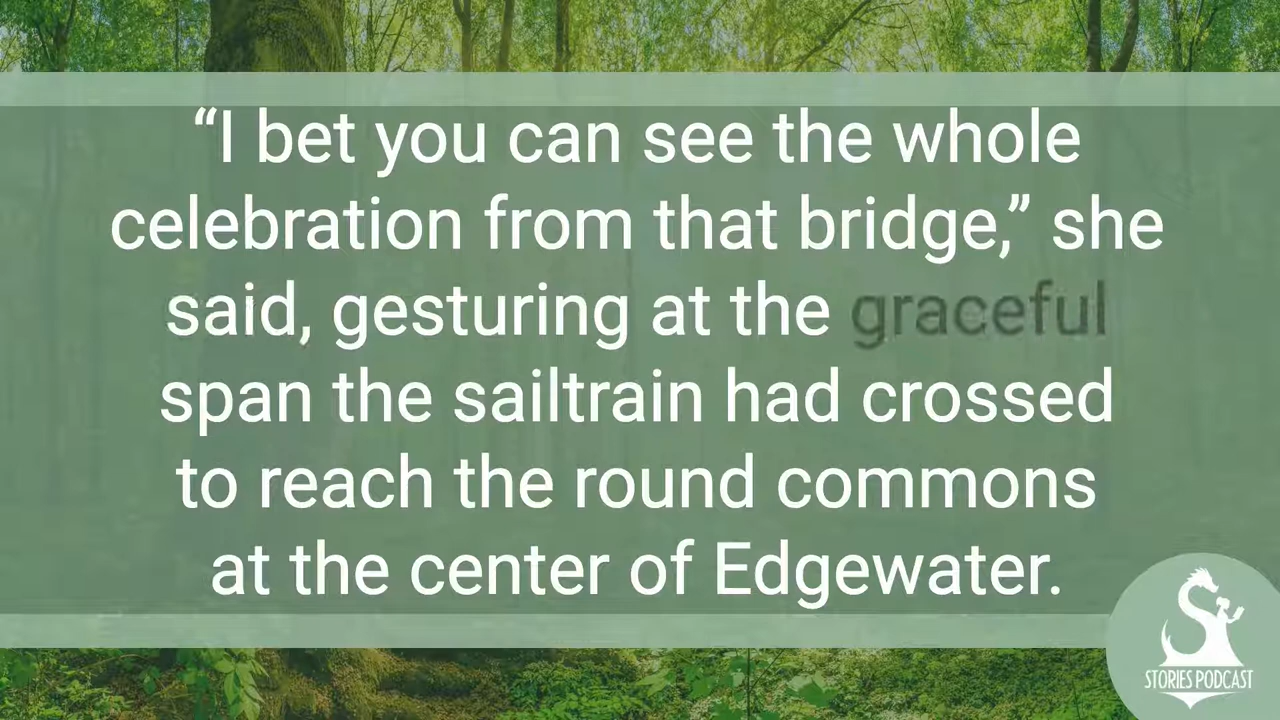 “I bet you can see the whole
celebration from that bridge,” she
said, gesturing at the graceful
span the sailtrain had crossed
to reach the round commons
at the center of Edgewater.
STORIES PODCAST